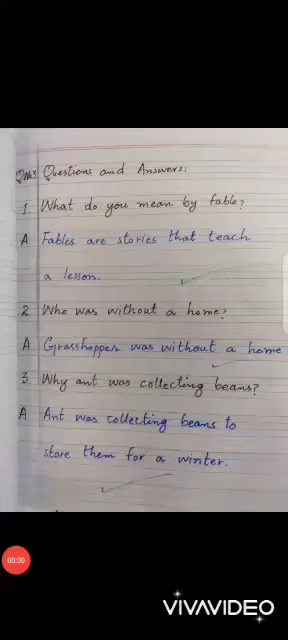 QNo3 Questions and Answers:
1. What do you mean by fable?
A Fables are stories that teach
a lesson.
2. Who was without a home?
A Grasshopper was without a home
3. Why ant was collecting beans?
A Ant was collecting beans to
store them for a winter.
00:00
VIVAVIDEO